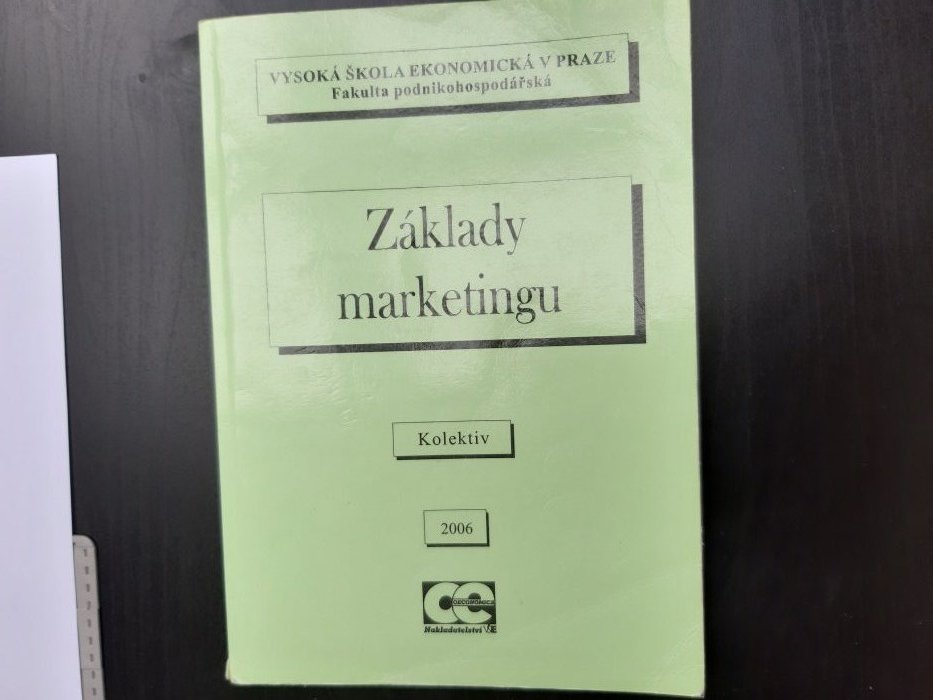 VYSOKÁ ŠKOLA EKONOMICKÁ V PRAZE
Fakulta podnikohospodářská
Základy
marketingu
Kolektiv
2006
OECONOMICA
Nakladatelství VŠE